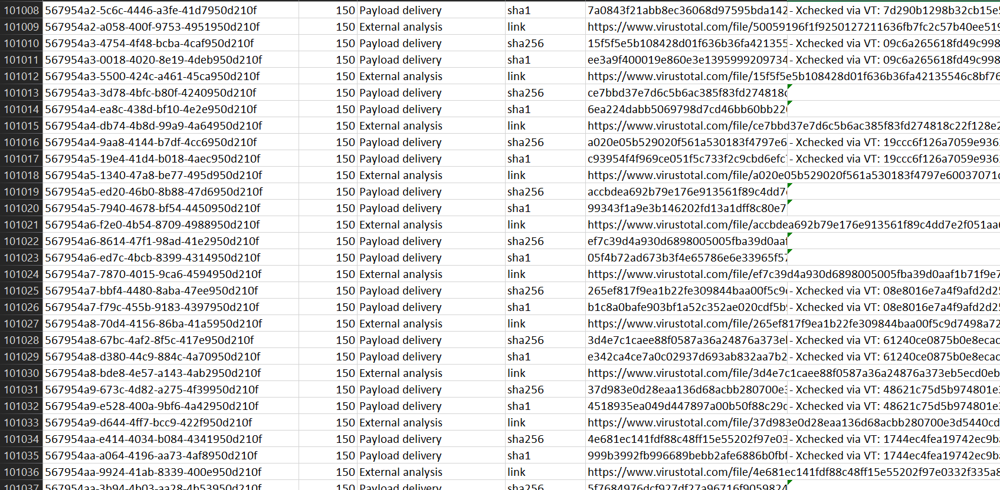 101008 567954a2-5c6c-4446-a3fe-41d7950d210f 150 Payload delivery sha1 7a0843f21abb8ec36068d97595bda142 - Xchecked via VT: 7d290b1298b32cb15e5
101009 567954a2-a058-400f-9753-4951950d210f 150 External analysis link https://www.virustotal.com/file/50059196f1f9250127211636fb7fc2c57b40ee519
101010 567954a3-4754-4f48-bcba-4caf950d210f 150 Payload delivery sha256 15f5f5e5b108428d01f636b36fa421355 - Xchecked via VT: 09c6a265618fd49c998
101011 567954a3-0018-4020-8e19-4deb950d210f 150 Payload delivery sha1 ee3a9f400019e860e3e1395999209734 - Xchecked via VT: 09c6a265618fd49c998
101012 567954a3-5500-424c-a461-45ca950d210f 150 External analysis link https://www.virustotal.com/file/15f5f5e5b108428d01f636b36fa42135546c8bf76
101013 567954a3-3d78-4bfc-b80f-4240950d210f 150 Payload delivery sha256 ce7bbd37e7d6c5b6ac385f83fd274818c
101014 567954a4-ea8c-438d-bf10-4e2e950d210f 150 Payload delivery sha1 6ea224dabb5069798d7cd46bb60bb220
101015 567954a4-db74-4b8d-99a9-4a64950d210f 150 External analysis link https://www.virustotal.com/file/ce7bbd37e7d6c5b6ac385f83fd274818c22f128e2
101016 567954a4-9aa8-4144-b7df-4cc6950d210f 150 Payload delivery sha256 a020e05b529020f561a530183f4797e6 - Xchecked via VT: 19ccc6f126a7059e936
101017 567954a5-19e4-41d4-b018-4aec950d210f 150 Payload delivery sha1 c93954f4f969ce051f5c733f2c9cbd6efc - Xchecked via VT: 19ccc6f126a7059e936
101018 567954a5-1340-47a8-be77-495d950d210f 150 External analysis link https://www.virustotal.com/file/a020e05b529020f561a530183f4797e60037071c
101019 567954a5-ed20-46b0-8b88-47d6950d210f 150 Payload delivery sha256 accbdea692b79e176e913561f89c4dd7e
101020 567954a5-7940-4678-bf54-4450950d210f 150 Payload delivery sha1 99343f1a9e3b146202fd13a1dff8c80e7
101021 567954a6-f2e0-4b54-8709-4988950d210f 150 External analysis link https://www.virustotal.com/file/accbdea692b79e176e913561f89c4dd7e2f051aa
101022 567954a6-8614-47f1-98ad-41e2950d210f 150 Payload delivery sha256 ef7c39d4a930d6898005005fba39d0aaf
101023 567954a6-ed7c-4bcb-8399-4314950d210f 150 Payload delivery sha1 05f4b72ad673b3f4e65786e6e33965f57
101024 567954a7-7870-4015-9ca6-4594950d210f 150 External analysis link https://www.virustotal.com/file/ef7c39d4a930d6898005005fba39d0aaf1b71f9e7
101025 567954a7-bbf4-4480-8aba-47ee950d210f 150 Payload delivery sha256 265ef817f9ea1b22fe309844baa00f5c9 - Xchecked via VT: 08e8016e7a4f9afd2d25
101026 567954a7-f79c-455b-9183-4397950d210f 150 Payload delivery sha1 b1c8a0bafe903bf1a52c352ae020cdf5b - Xchecked via VT: 08e8016e7a4f9afd2d25
101027 567954a8-70d4-4156-86ba-41a5950d210f 150 External analysis link https://www.virustotal.com/file/265ef817f9ea1b22fe309844baa00f5c9d7498a72
101028 567954a8-67bc-4af2-8f5c-417e950d210f 150 Payload delivery sha256 3d4e7c1caee88f0587a36a24876a373e - Xchecked via VT: 61240ce0875b0e8ecac
101029 567954a8-d380-44c9-884c-4a70950d210f 150 Payload delivery sha1 e342ca4ce7a0c02937d693ab832aa7b2 - Xchecked via VT: 61240ce0875b0e8ecac
101030 567954a8-bde8-4e57-a143-4ab2950d210f 150 External analysis link https://www.virustotal.com/file/3d4e7c1caee88f0587a36a24876a373eb5ecd0eb
101031 567954a9-673c-4d82-a275-4f39950d210f 150 Payload delivery sha256 37d983e0d28eaa136d68acbb280700e3 - Xchecked via VT: 48621c75d5b974801e3
101032 567954a9-e528-400a-9bf6-4a42950d210f 150 Payload delivery sha1 4518935ea049d447897a00b50f88c29c - Xchecked via VT: 48621c75d5b974801e3
101033 567954a9-d644-4ff7-bcc9-422f950d210f 150 External analysis link https://www.virustotal.com/file/37d983e0d28eaa136d68acbb280700e3d5440cd
101034 567954aa-e414-4034-b084-4341950d210f 150 Payload delivery sha256 4e681ec141fdf88c48ff15e55202f97e03 - Xchecked via VT: 1744ec4fea19742ec9b
101035 567954aa-a064-4196-aa73-4af8950d210f 150 Payload delivery sha1 999b3992fb996689bebb2afe6886b0fbf - Xchecked via VT: 1744ec4fea19742ec9b
101036 567954aa-9924-41ab-8339-400e950d210f 150 External analysis link https://www.virustotal.com/file/4e681ec141fdf88c48ff15e55202f97e0332f335a8
101037 567954aa-3b94-4b03-aa28-4b53950d210f 150 Payload delivery sha256 5f7684976dcf927df27a96716f9059824